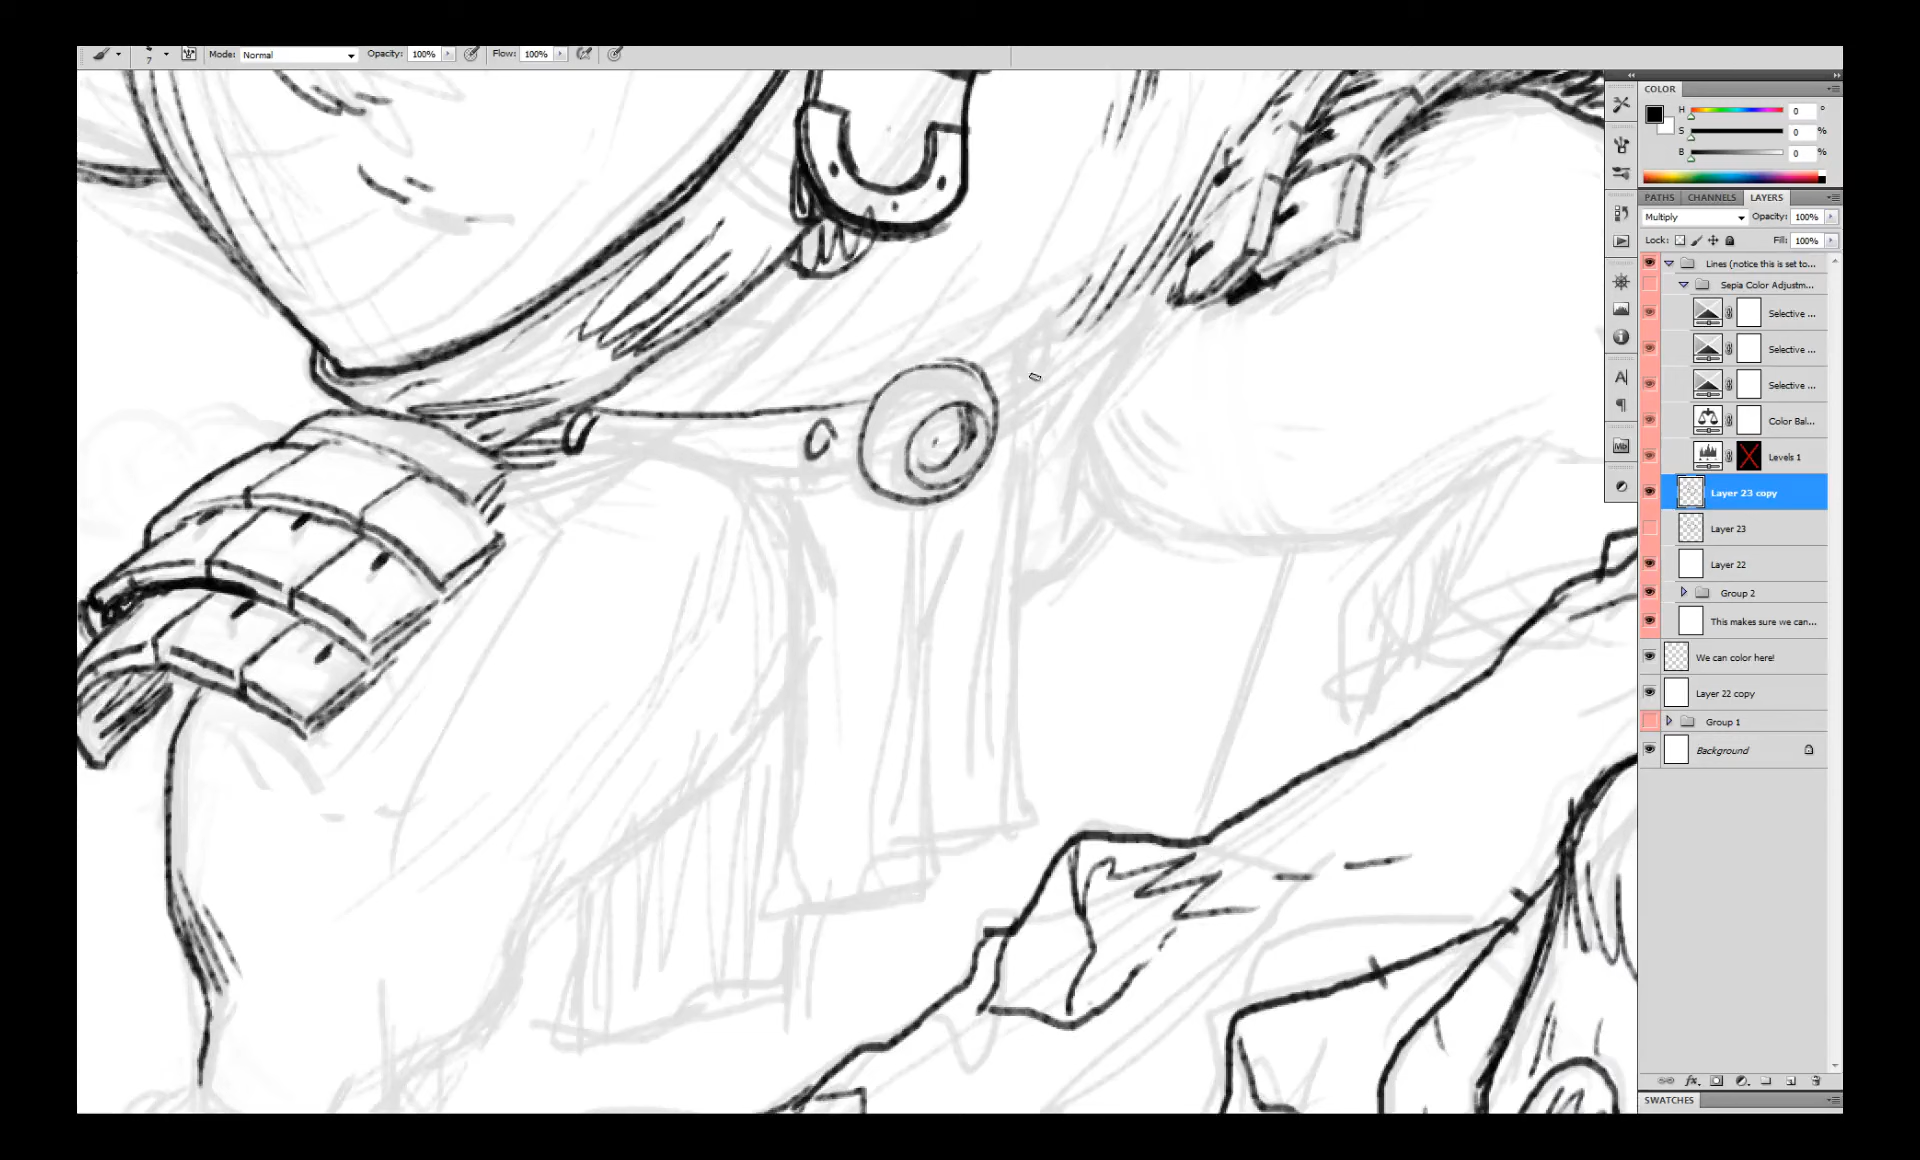 Mode: Normal Opacity: 100% Flow: 100%
7
COLOR
H 0 °
S 0 %
B 0 %
PATHS CHANNELS LAYERS
Multiply Opacity: 100%
Lock: Fill: 100%
Lines (notice this is set to...
Sepia Color Adjustm...
Selective ...
Selective ...
Selective ...
Color Bal...
Levels 1
Layer 23 copy
Layer 23
Layer 22
Group 2
This makes sure we can...
We can color here!
Layer 22 copy
Group 1
Background
fx
SWATCHES
A
Mb